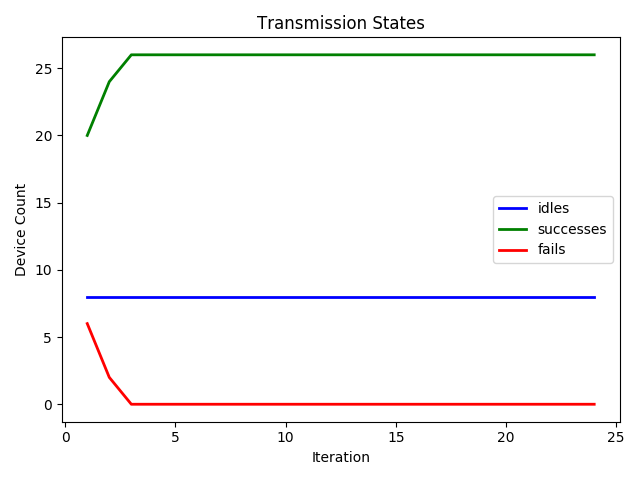 Transmission States
Device Count
25
20
15
10
5
0
idles
successes
fails
0 5 10 15 20 25
Iteration